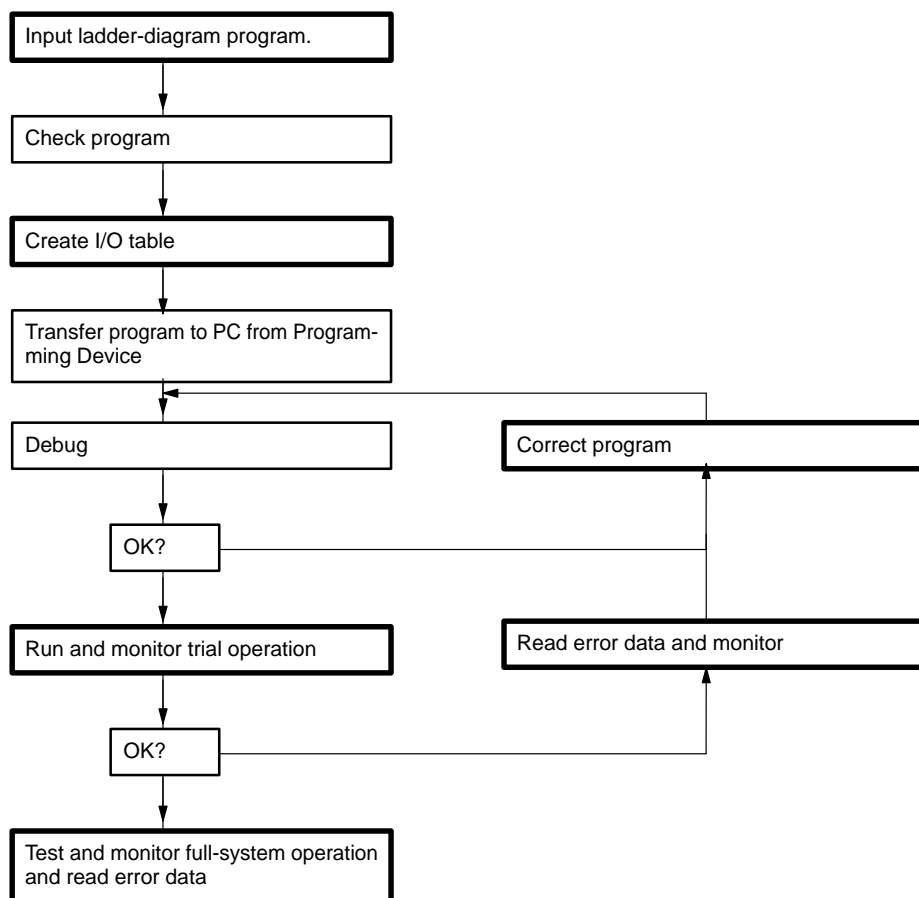 Input ladder-diagram program.
Check program
Create I/O table
Transfer program to PC from Program-
ming Device
Debug
Correct program
OK?
Run and monitor trial operation
Read error data and monitor
OK?
Test and monitor full-system operation
and read error data